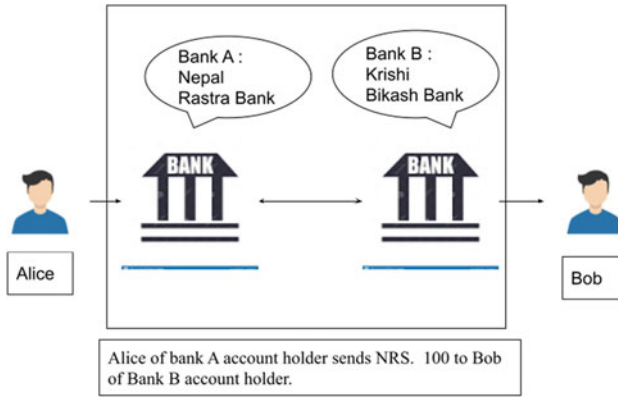 Bank A :
Nepal
Rastra Bank
Bank B :
Krishi
Bikash Bank
BANK
BANK
Alice
Bob
Alice of bank A account holder sends NRS. 100 to Bob
of Bank B account holder.